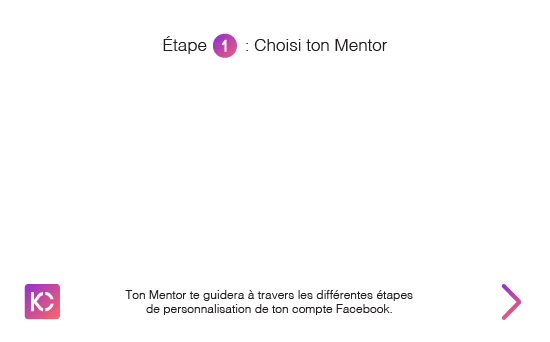 Étape 1 : Choisi ton Mentor
KC
Ton Mentor te guidera à travers les différentes étapes
de personnalisation de ton compte Facebook.